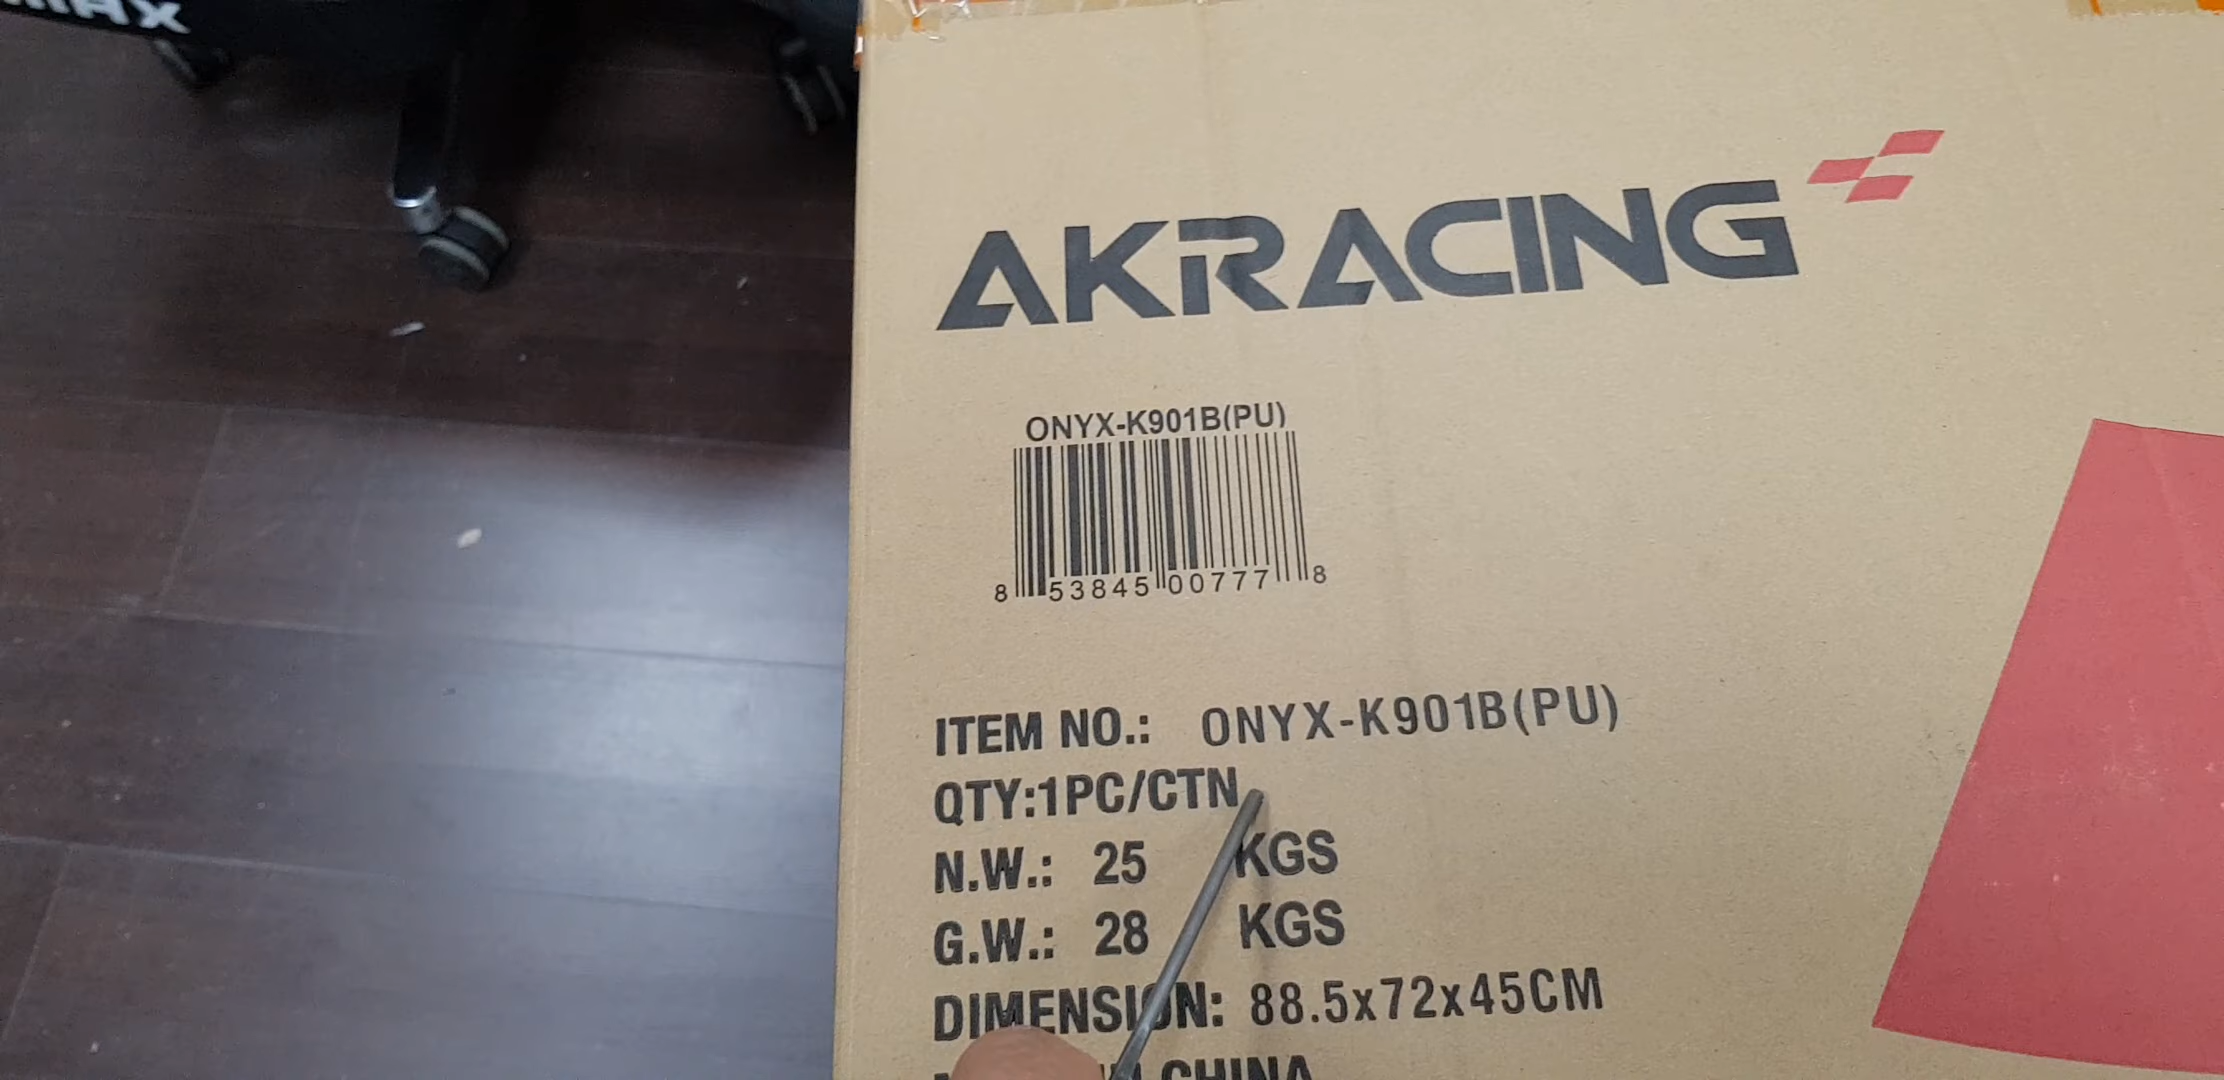 AKRACING
ONYX-K901B(PU)
8 53845 00777 8
ITEM NO.: ONYX-K901B(PU)
QTY:1PC/CTN
N.W.: 25 KGS
G.W.: 28 KGS
DIMENSION: 88.5x72x45CM
CHINA